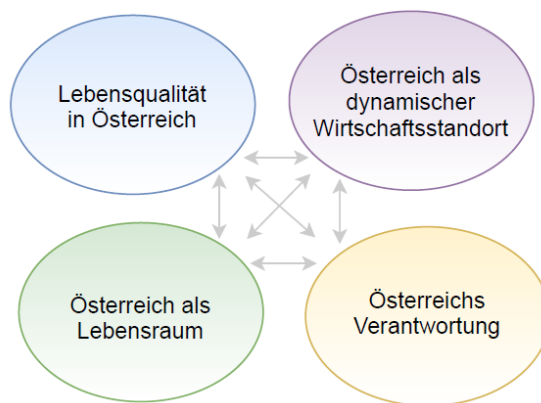 Lebensqualität
in Österreich
Österreich als
dynamischer
Wirtschaftsstandort
Österreich als
Lebensraum
Österreichs
Verantwortung